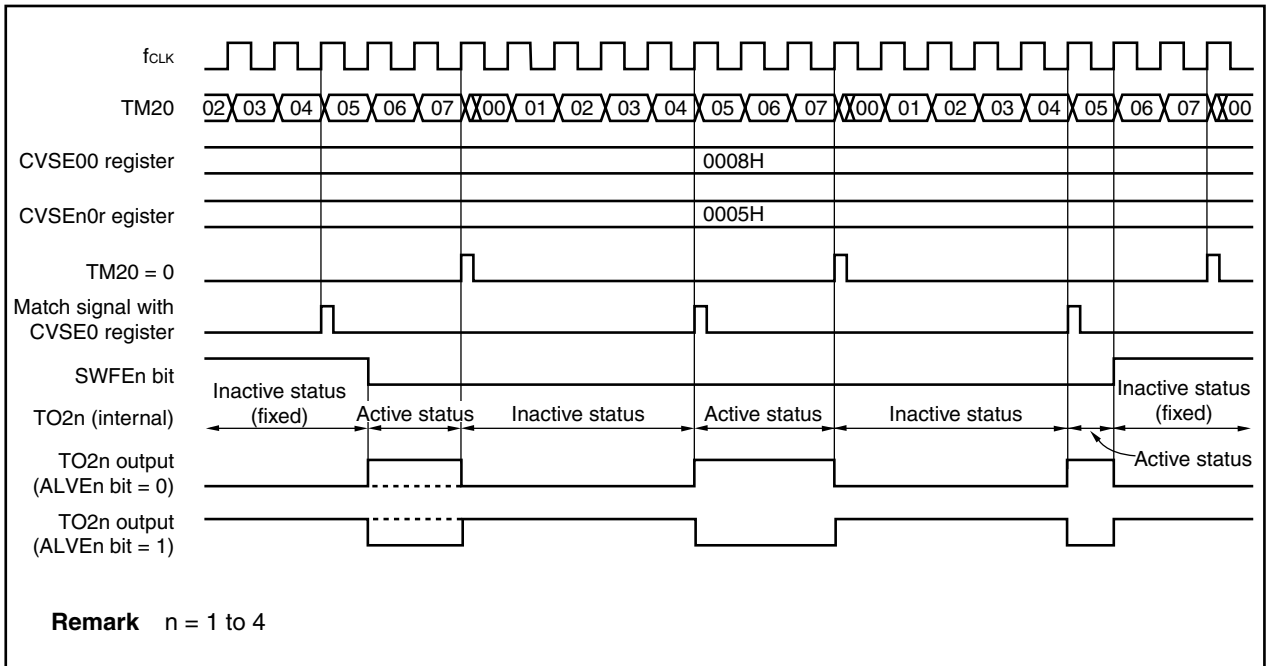 fCLK
TM20 02 03 04 05 06 07 00 01 02 03 04 05 06 07 00 01 02 03 04 05 06 07 00
CVSE00 register 0008H
CVSEn0r egister 0005H
TM20 = 0
Match signal with
CVSE0 register
SWFEn bit
Inactive status
(fixed)
Inactive status
(fixed)
TO2n (internal) Active status Inactive status Active status Inactive status
Active status
TO2n output
(ALVEn bit = 0)
TO2n output
(ALVEn bit = 1)
Remark n = 1 to 4